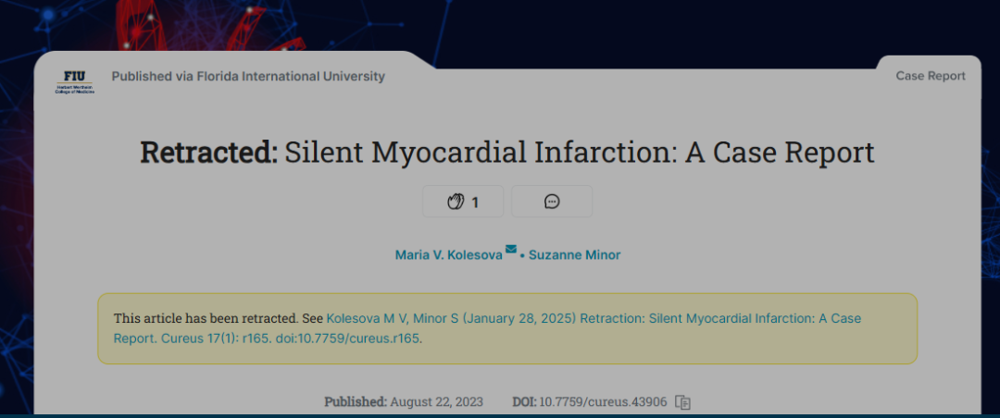 FIU
Herbert Wertheim
College of Medicine
Published via Florida International University
Case Report
Retracted: Silent Myocardial Infarction: A Case Report
1
Maria V. Kolesova • Suzanne Minor
This article has been retracted. See Kolesova M V, Minor S (January 28, 2025) Retraction: Silent Myocardial Infarction: A Case
Report. Cureus 17(1): r165. doi:10.7759/cureus.r165.
Published: August 22, 2023 DOI: 10.7759/cureus.43906